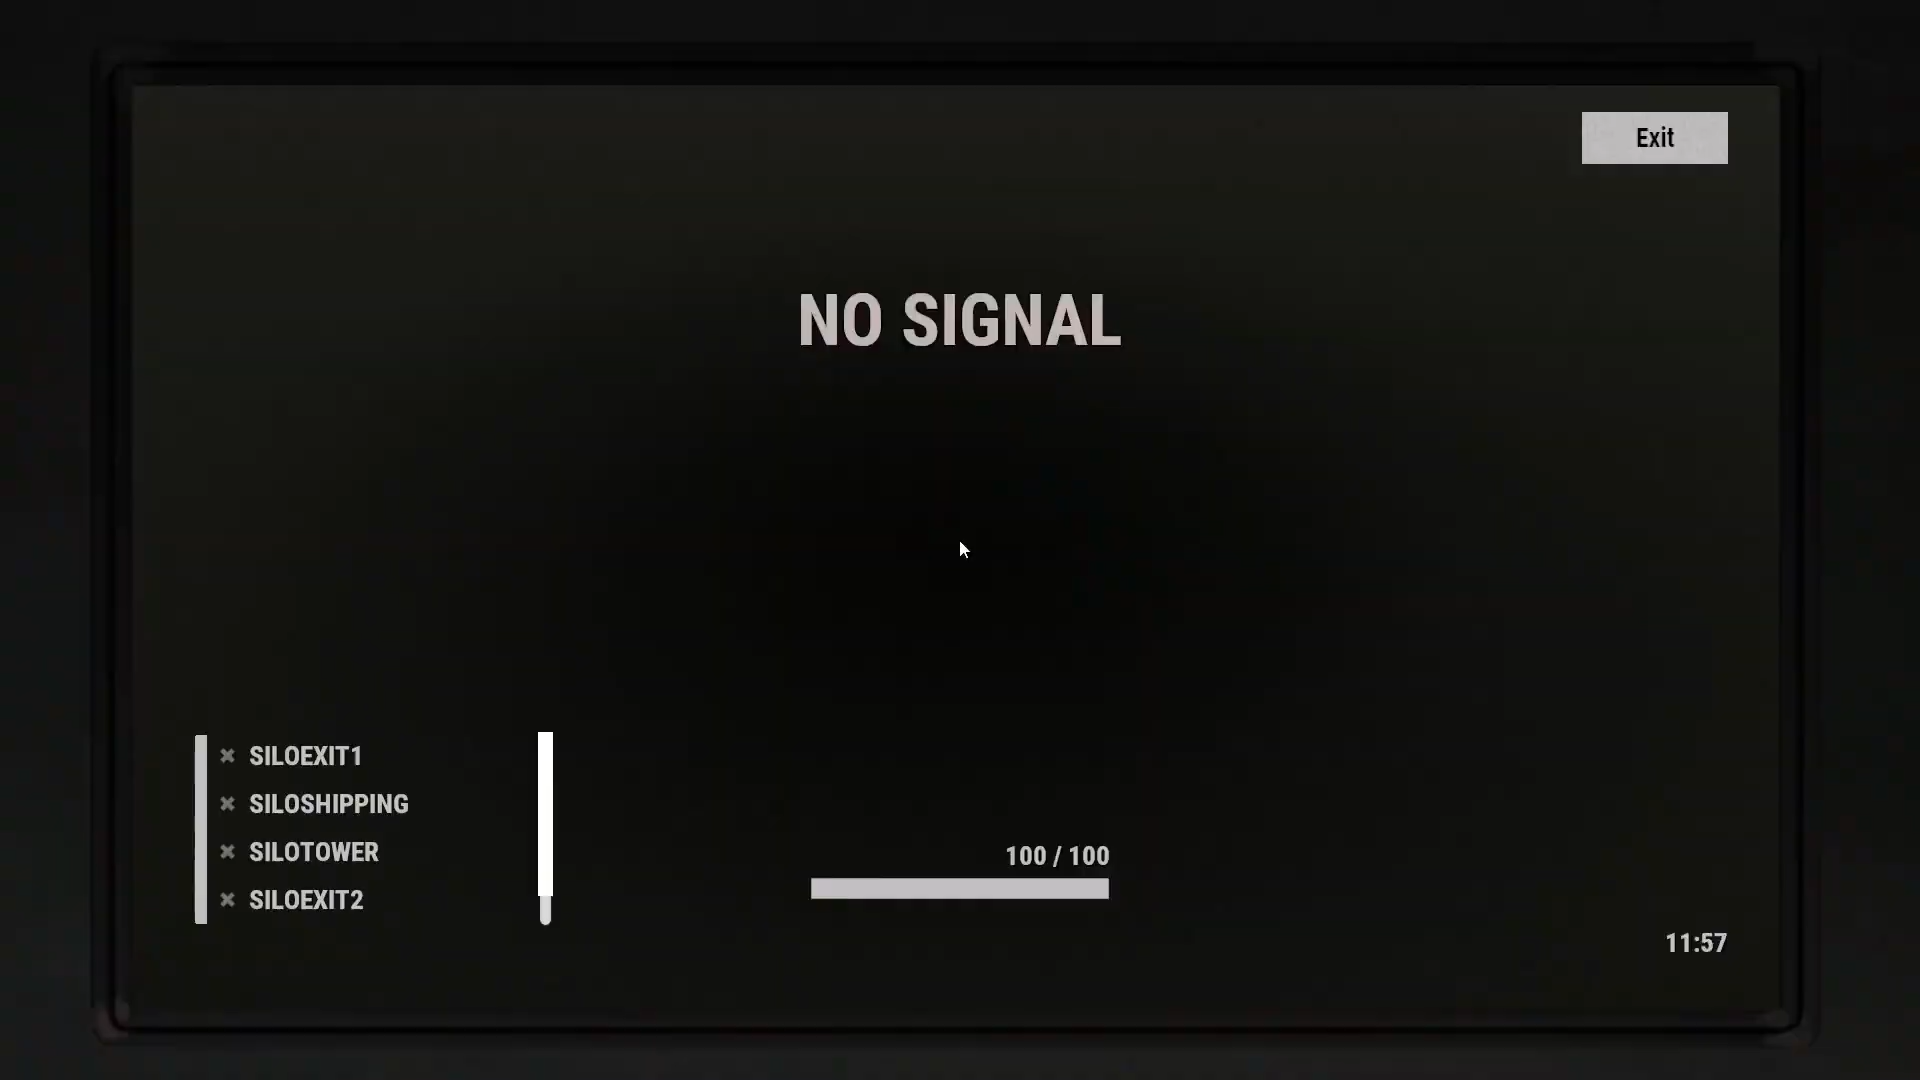 Exit
NO SIGNAL
SILOEXIT1
SILOSHIPPING
SILOTOWER
SILOEXIT2
100 / 100
11:57